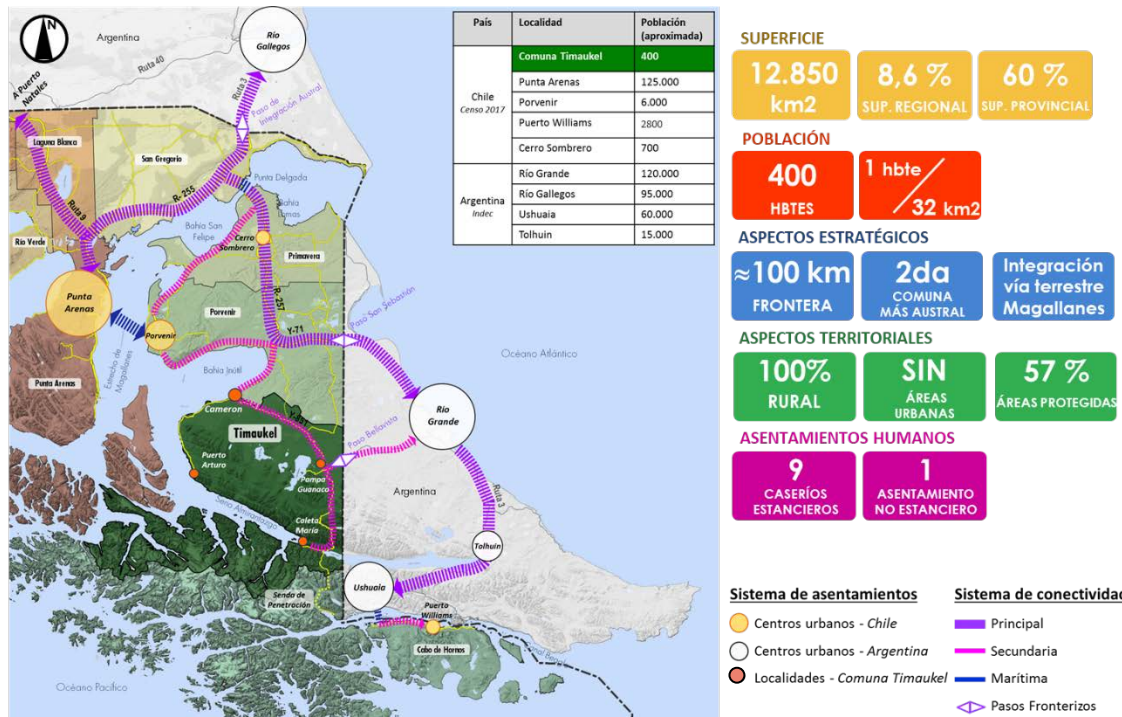 N
Argentina
Ruta 40
Río
Gallegos
Ruta 3
Paso de
Integración Austral
A Puerto
Natales
Laguna Blanca
San Gregorio
R- 255
Ruta 9
Punta Delgada
Bahía
Lomas
Bahía San
Felipe
Río Verde
Cerro
Sombrero
Primavera
R- 257
Punta
Arenas
Porvenir
Porvenir
Y-71
Paso San Sebastián
Océano Atlántico
Estrecho de
Magallanes
Punta Arenas
Bahía Inútil
Cameron
Río
Grande
Timaukel
Paso Bellavista
Puerto
Arturo
Pampa
Guanaco
Argentina
Ruta 3
Seno Almirantazgo
Caleta
María
Tolhuin
Ushuaia
Senda de
Penetración
Puerto
Williams
Cabo de Hornos
Océano Pacífico
País Localidad Población
(aproximada)
Comuna Timaukel 400
Chile
Censo 2017
Punta Arenas 125.000
Porvenir 6.000
Puerto Williams 2800
Cerro Sombrero 700
Argentina
Indec
Río Grande 120.000
Río Gallegos 95.000
Ushuaia 60.000
Tolhuin 15.000
SUPERFICIE
12.850
km2
8,6 %
SUP. REGIONAL
60 %
SUP. PROVINCIAL
POBLACIÓN
400
HBTES
1 hbte
32 km2
ASPECTOS ESTRATÉGICOS
≈100 km
FRONTERA
2da
COMUNA
MÁS AUSTRAL
Integración
vía terrestre
Magallanes
ASPECTOS TERRITORIALES
100%
RURAL
SIN
ÁREAS
URBANAS
57 %
ÁREAS PROTEGIDAS
ASENTAMIENTOS HUMANOS
9
CASERÍOS
ESTANCIEROS
1
ASENTAMIENTO
NO ESTANCIERO
Sistema de asentamientos
Centros urbanos - Chile
Centros urbanos - Argentina
Localidades - Comuna Timaukel
Sistema de conectividad
Principal
Secundaria
Marítima
Pasos Fronterizos